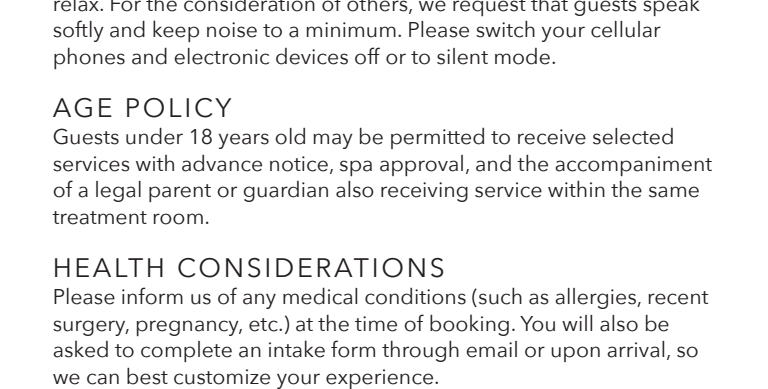 relax. For the consideration of others, we request that guests speak
softly and keep noise to a minimum. Please switch your cellular
phones and electronic devices off or to silent mode.
AGE POLICY
Guests under 18 years old may be permitted to receive selected
services with advance notice, spa approval, and the accompaniment
of a legal parent or guardian also receiving service within the same
treatment room.
HEALTH CONSIDERATIONS
Please inform us of any medical conditions (such as allergies, recent
surgery, pregnancy, etc.) at the time of booking. You will also be
asked to complete an intake form through email or upon arrival, so
we can best customize your experience.